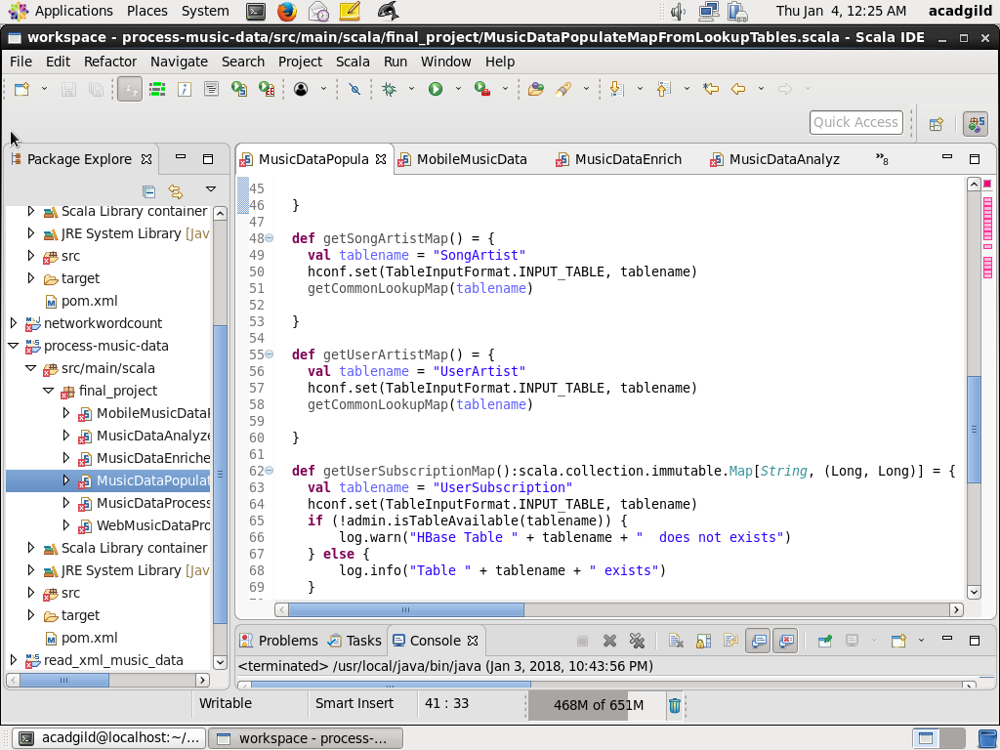 Applications Places System Thu Jan 4, 12:25 AM acadgild
workspace - process-music-data/src/main/scala/final_project/MusicDataPopulateMapFromLookupTables.scala - Scala IDE
File Edit Refactor Navigate Search Project Scala Run Window Help
Quick Access
Package Explore
MusicDataPopula MobileMusicData MusicDataEnrich MusicDataAnalyz »8
Scala Library container
JRE System Library [Jav
src
target
pom.xml
networkwordcount
process-music-data
src/main/scala
final_project
MobileMusicData
MusicDataAnalyze
MusicDataEnriche
MusicDataPopulat
MusicDataProcess
WebMusicDataPro
Scala Library container
JRE System Library [Jav
src
target
pom.xml
read_xml_music_data
45
46 }
47
48 def getSongArtistMap() = {
49 val tablename = "SongArtist"
50 hconf.set(TableInputFormat.INPUT_TABLE, tablename)
51 getCommonLookupMap(tablename)
52
53 }
54
55 def getUserArtistMap() = {
56 val tablename = "UserArtist"
57 hconf.set(TableInputFormat.INPUT_TABLE, tablename)
58 getCommonLookupMap(tablename)
59
60 }
61
62 def getUserSubscriptionMap():scala.collection.immutable.Map[String, (Long, Long)] = {
63 val tablename = "UserSubscription"
64 hconf.set(TableInputFormat.INPUT_TABLE, tablename)
65 if (!admin.isTableAvailable(tablename)) {
66 log.warn("HBase Table " + tablename + "  does not exists")
67 } else {
68 log.info("Table " + tablename + " exists")
69 }
Problems Tasks Console
<terminated> /usr/local/java/bin/java (Jan 3, 2018, 10:43:56 PM)
Writable Smart Insert 41 : 33 468M of 651M
acadgild@localhost:~/... workspace - process-...